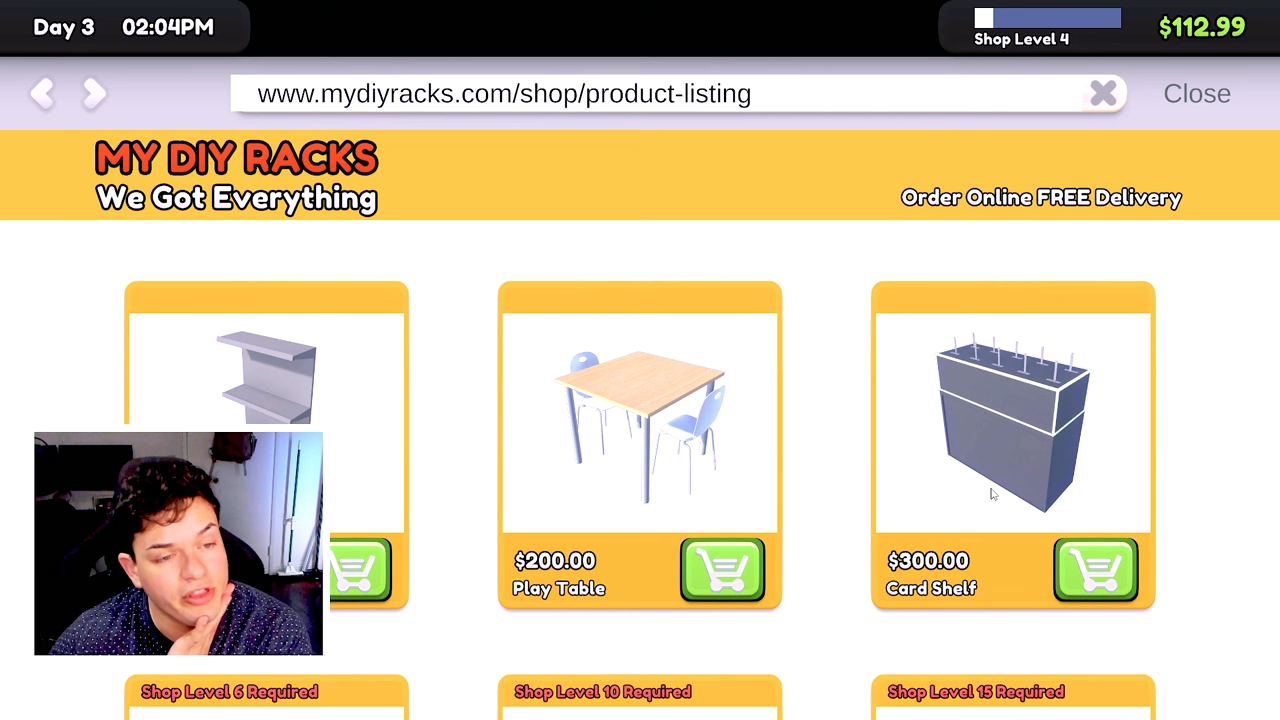 Day 3 02:04PM
Shop Level 4
$112.99
www.mydiyracks.com/shop/product-listing
Close
MY DIY RACKS
We Got Everything
Order Online FREE Delivery
$200.00
Play Table
$300.00
Card Shelf
Shop Level 6 Required
Shop Level 10 Required
Shop Level 15 Required